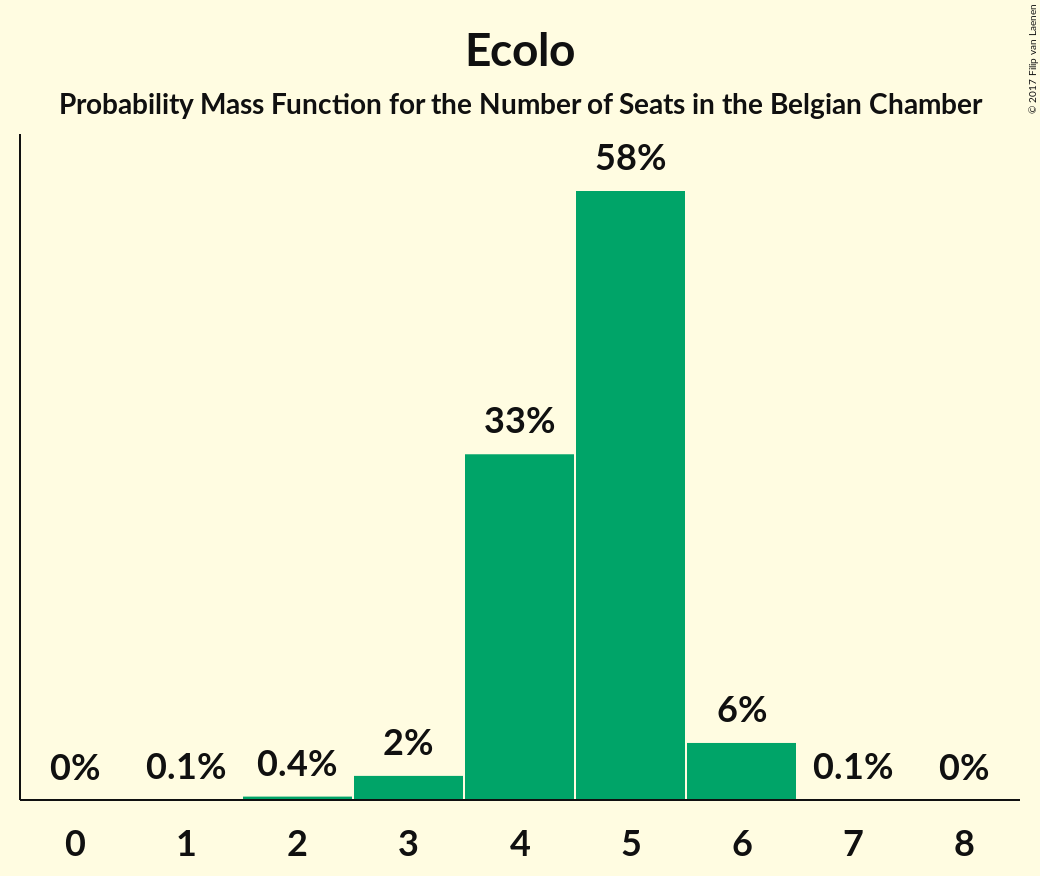 Ecolo
Probability Mass Function for the Number of Seats in the Belgian Chamber
© 2017 Filip van Laenen
58%
33%
6%
2%
0% 0.1% 0.4% 0.1% 0%
0 1 2 3 4 5 6 7 8